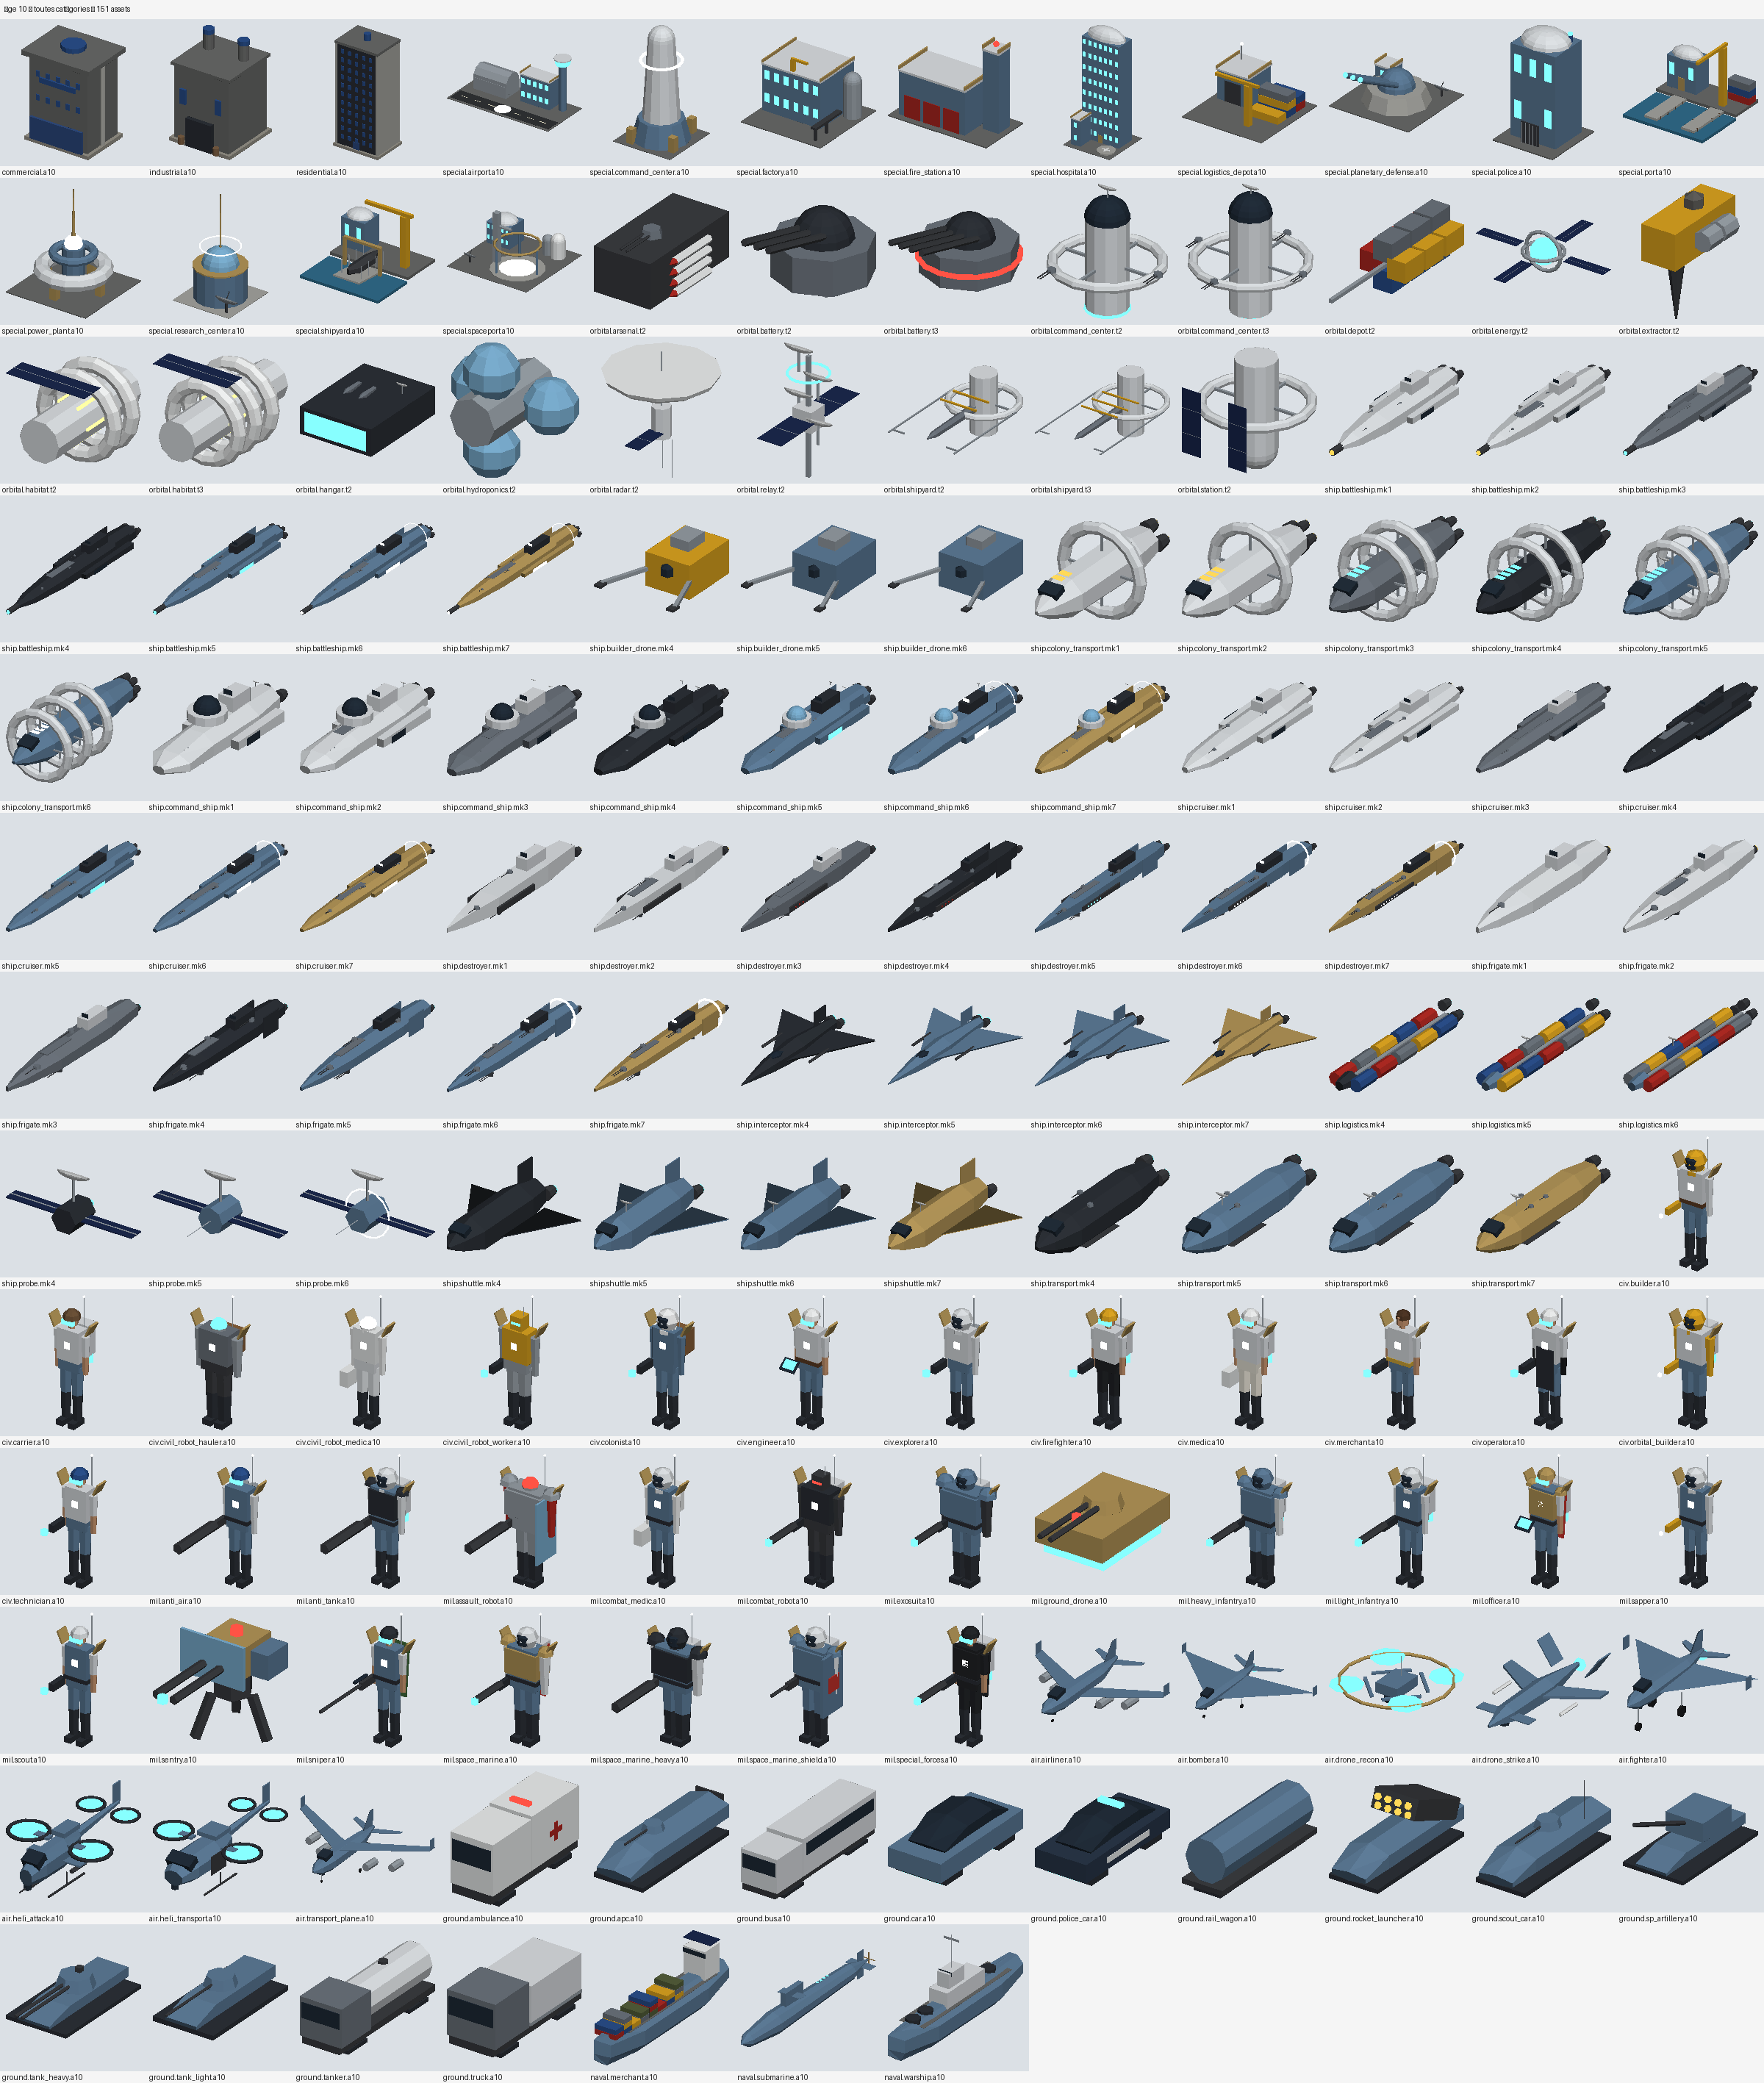 ge 10 toutes cat gories 151 assets
commercial.a10 industrial.a10 residential.a10 special.airport.a10 special.command_center.a10 special.factory.a10 special.fire_station.a10 special.hospital.a10 special.logistics_depot.a10 special.planetary_defense.a10 special.police.a10 special.port.a10
special.power_plant.a10 special.research_center.a10 special.shipyard.a10 special.spaceport.a10 orbital.arsenal.t2 orbital.battery.t2 orbital.battery.t3 orbital.command_center.t2 orbital.command_center.t3 orbital.depot.t2 orbital.energy.t2 orbital.extractor.t2
orbital.habitat.t2 orbital.habitat.t3 orbital.hangar.t2 orbital.hydroponics.t2 orbital.radar.t2 orbital.relay.t2 orbital.shipyard.t2 orbital.shipyard.t3 orbital.station.t2 ship.battleship.mk1 ship.battleship.mk2 ship.battleship.mk3
ship.battleship.mk4 ship.battleship.mk5 ship.battleship.mk6 ship.battleship.mk7 ship.builder_drone.mk4 ship.builder_drone.mk5 ship.builder_drone.mk6 ship.colony_transport.mk1 ship.colony_transport.mk2 ship.colony_transport.mk3 ship.colony_transport.mk4 ship.colony_transport.mk5
ship.colony_transport.mk6 ship.command_ship.mk1 ship.command_ship.mk2 ship.command_ship.mk3 ship.command_ship.mk4 ship.command_ship.mk5 ship.command_ship.mk6 ship.command_ship.mk7 ship.cruiser.mk1 ship.cruiser.mk2 ship.cruiser.mk3 ship.cruiser.mk4
ship.cruiser.mk5 ship.cruiser.mk6 ship.cruiser.mk7 ship.destroyer.mk1 ship.destroyer.mk2 ship.destroyer.mk3 ship.destroyer.mk4 ship.destroyer.mk5 ship.destroyer.mk6 ship.destroyer.mk7 ship.frigate.mk1 ship.frigate.mk2
ship.frigate.mk3 ship.frigate.mk4 ship.frigate.mk5 ship.frigate.mk6 ship.frigate.mk7 ship.interceptor.mk4 ship.interceptor.mk5 ship.interceptor.mk6 ship.interceptor.mk7 ship.logistics.mk4 ship.logistics.mk5 ship.logistics.mk6
ship.probe.mk4 ship.probe.mk5 ship.probe.mk6 ship.shuttle.mk4 ship.shuttle.mk5 ship.shuttle.mk6 ship.shuttle.mk7 ship.transport.mk4 ship.transport.mk5 ship.transport.mk6 ship.transport.mk7 civ.builder.a10
civ.carrier.a10 civ.civil_robot_hauler.a10 civ.civil_robot_medic.a10 civ.civil_robot_worker.a10 civ.colonist.a10 civ.engineer.a10 civ.explorer.a10 civ.firefighter.a10 civ.medic.a10 civ.merchant.a10 civ.operator.a10 civ.orbital_builder.a10
civ.technician.a10 mil.anti_air.a10 mil.anti_tank.a10 mil.assault_robot.a10 mil.combat_medic.a10 mil.combat_robot.a10 mil.exosuit.a10 mil.ground_drone.a10 mil.heavy_infantry.a10 mil.light_infantry.a10 mil.officer.a10 mil.sapper.a10
mil.scout.a10 mil.sentry.a10 mil.sniper.a10 mil.space_marine.a10 mil.space_marine_heavy.a10 mil.space_marine_shield.a10 mil.special_forces.a10 air.airliner.a10 air.bomber.a10 air.drone_recon.a10 air.drone_strike.a10 air.fighter.a10
air.heli_attack.a10 air.heli_transport.a10 air.transport_plane.a10 ground.ambulance.a10 ground.apc.a10 ground.bus.a10 ground.car.a10 ground.police_car.a10 ground.rail_wagon.a10 ground.rocket_launcher.a10 ground.scout_car.a10 ground.sp_artillery.a10
ground.tank_heavy.a10 ground.tank_light.a10 ground.tanker.a10 ground.truck.a10 naval.merchant.a10 naval.submarine.a10 naval.warship.a10